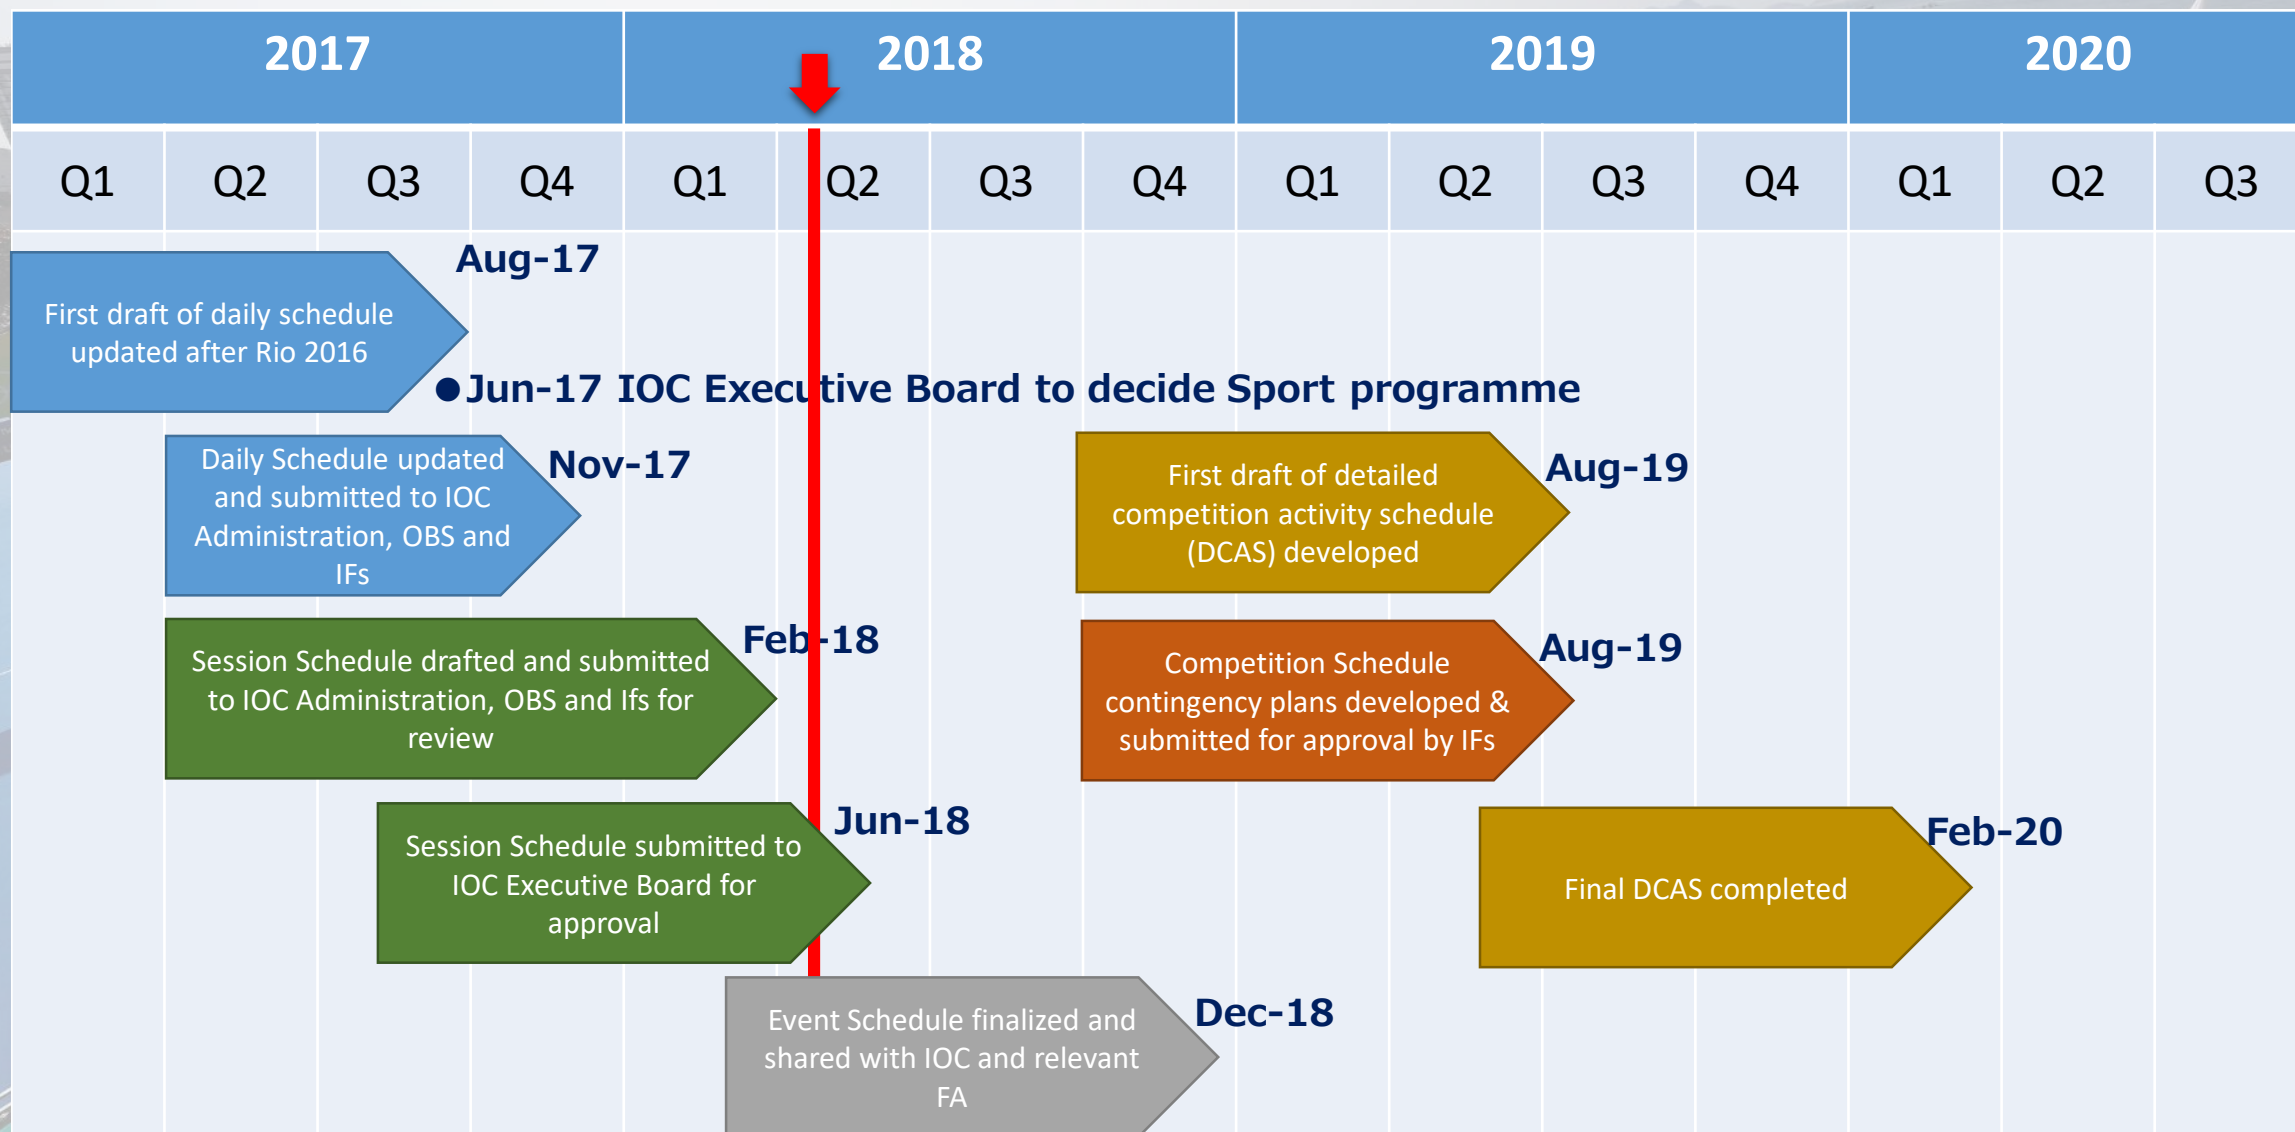 2017 2018 2019 2020
Q1 Q2 Q3 Q4 Q1 Q2 Q3 Q4 Q1 Q2 Q3 Q4 Q1 Q2 Q3
Aug-17
First draft of daily schedule
updated after Rio 2016
●Jun-17 IOC Executive Board to decide Sport programme
Daily Schedule updated
and submitted to IOC
Administration, OBS and
IFs
Nov-17
First draft of detailed
competition activity schedule
(DCAS) developed
Aug-19
Session Schedule drafted and submitted
to IOC Administration, OBS and Ifs for
review
Feb-18
Competition Schedule
contingency plans developed &
submitted for approval by IFs
Aug-19
Session Schedule submitted to
IOC Executive Board for
approval
Jun-18
Final DCAS completed
Feb-20
Event Schedule finalized and
shared with IOC and relevant
FA
Dec-18